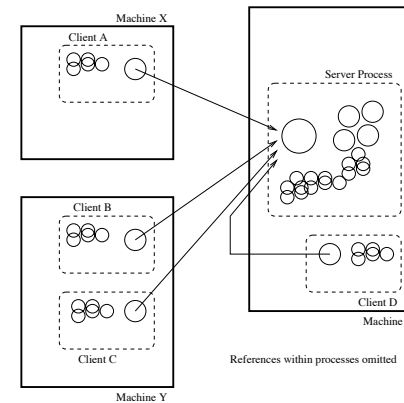 Machine X
Client A
Server Process
Client B
Client D
Machine
Client C
References within processes omitted
Machine Y